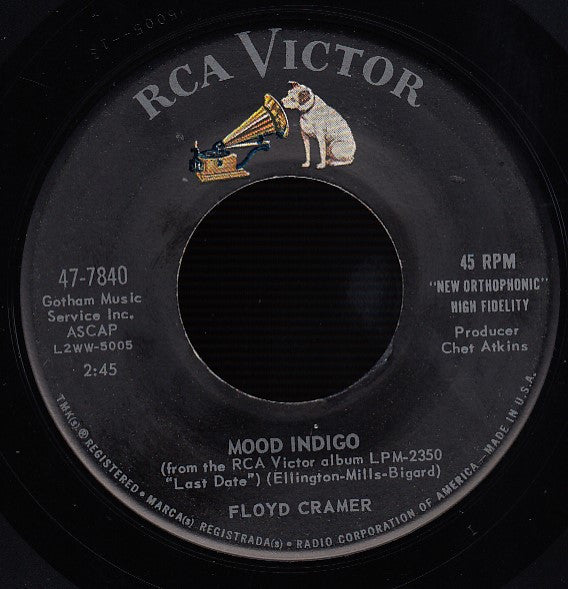 RCA VICTOR
47-7840
Gotham Music
Service Inc.
ASCAP
L2WW-5005
2:45
45 RPM
"NEW ORTHOPHONIC"
HIGH FIDELITY
Producer
Chet Atkins
MOOD INDIGO
(from the RCA Victor album LPM-2350
"Last Date") (Ellington-Mills-Bigard)
FLOYD CRAMER
TMK(s) ® REGISTERED • MARCA(s) REGISTRADA(s) • RADIO CORPORATION OF AMERICA—MADE IN U.S.A.